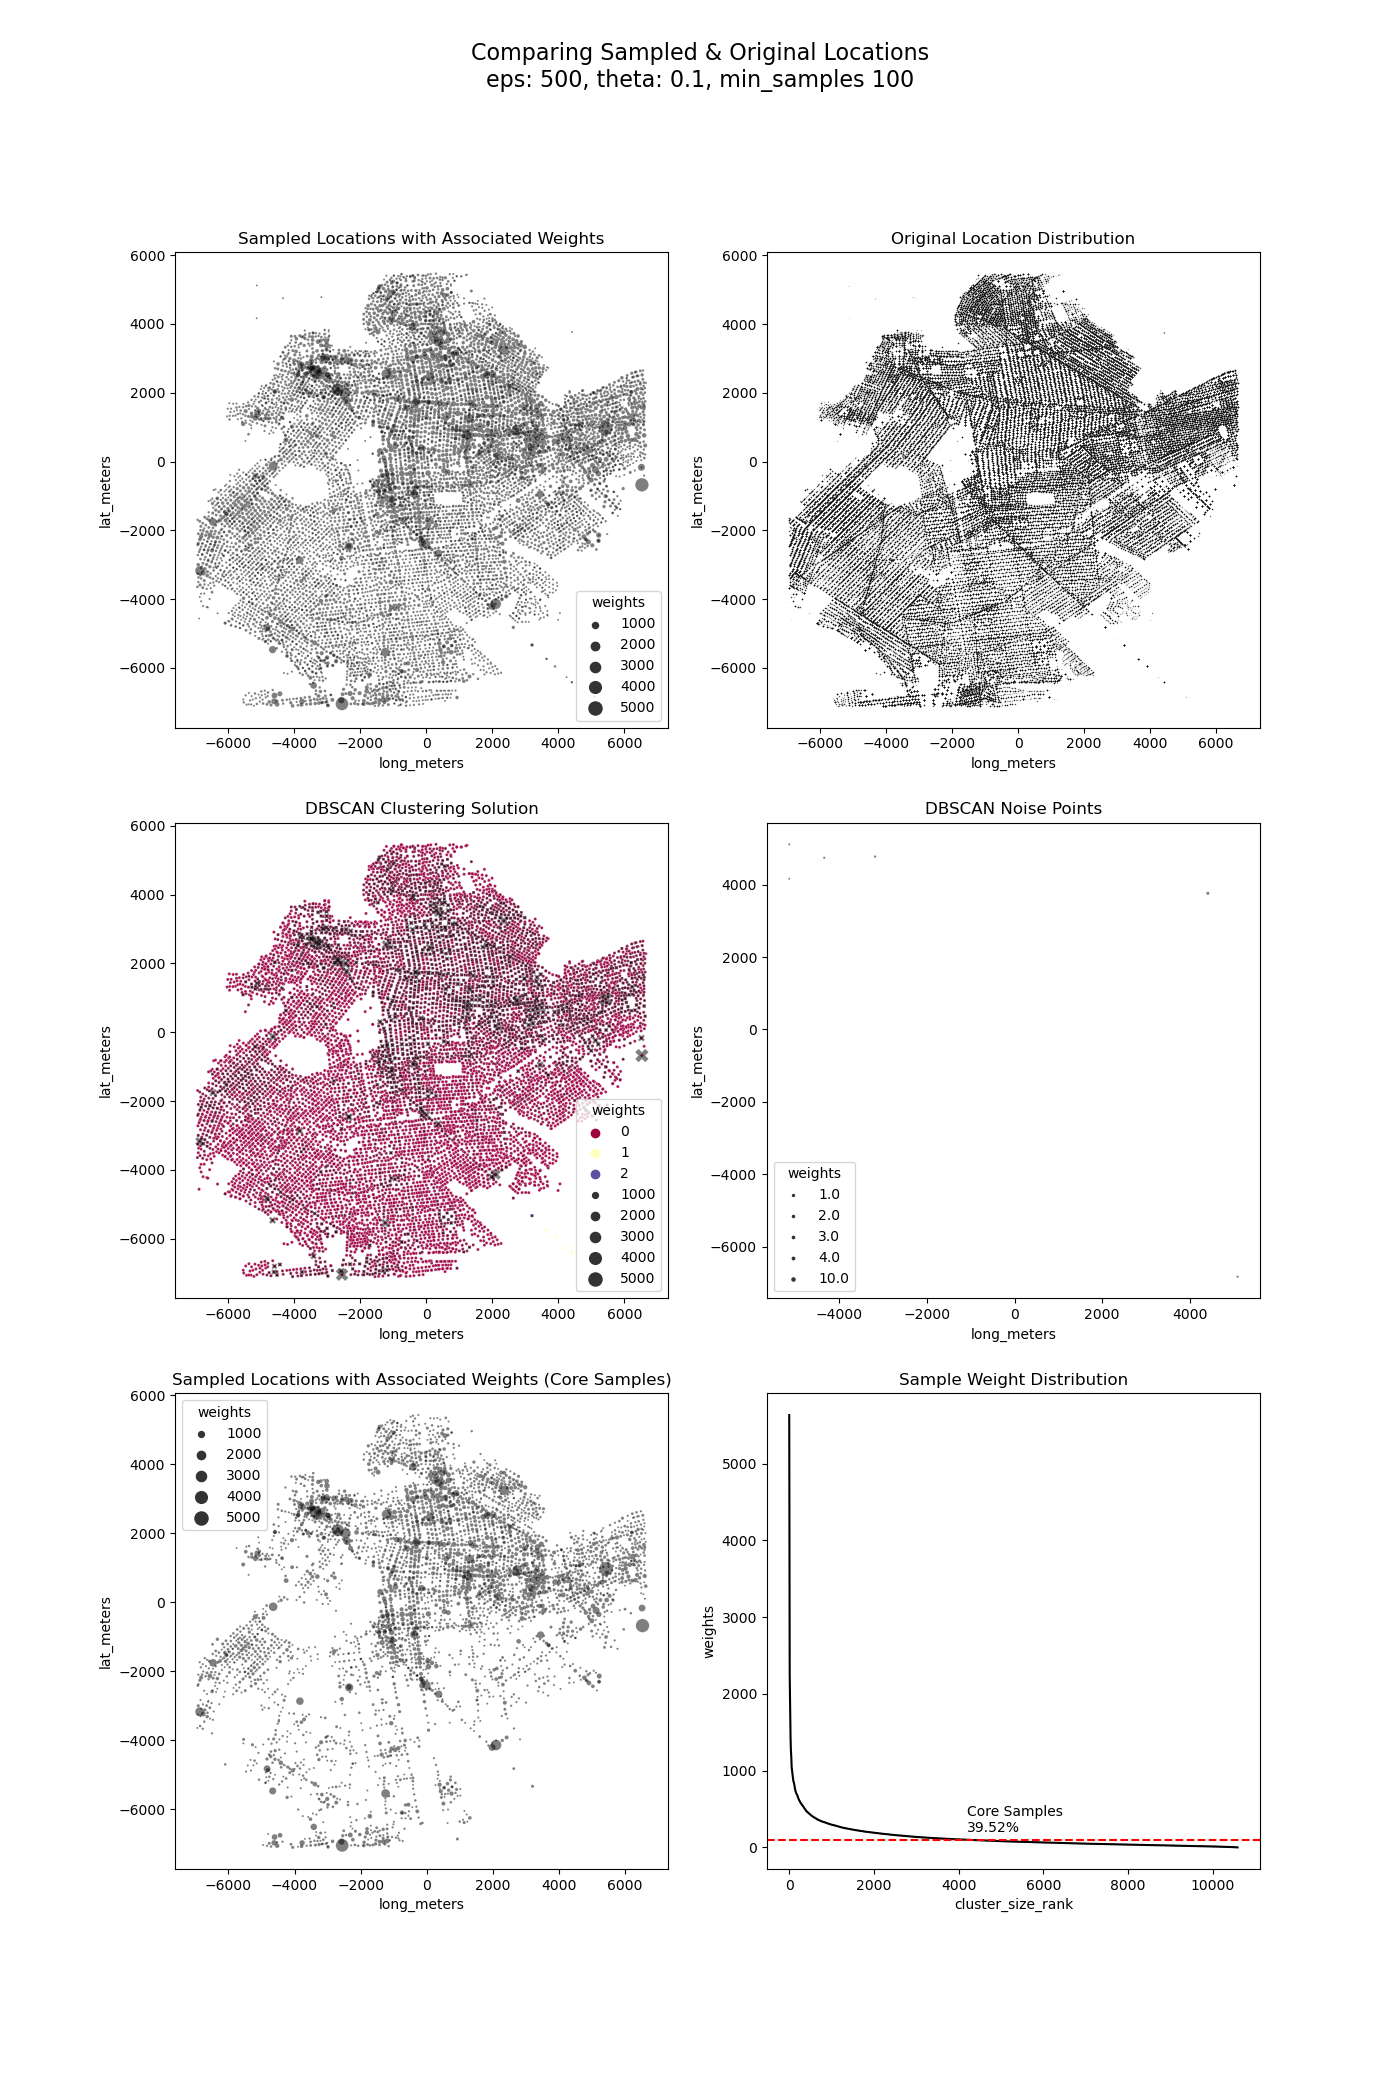 Comparing Sampled & Original Locations
eps: 500, theta: 0.1, min_samples 100
Sampled Locations with Associated Weights
6000
4000
2000
0
−2000
−4000
−6000
lat_meters
weights
1000
2000
3000
4000
5000
−6000 −4000 −2000 0 2000 4000 6000
long_meters
Original Location Distribution
6000
4000
2000
0
−2000
−4000
−6000
lat_meters
−6000 −4000 −2000 0 2000 4000 6000
long_meters
DBSCAN Clustering Solution
6000
4000
2000
0
−2000
−4000
−6000
lat_meters
weights
0
1
2
1000
2000
3000
4000
5000
−6000 −4000 −2000 0 2000 4000 6000
long_meters
DBSCAN Noise Points
4000
2000
0
−2000
−4000
−6000
lat_meters
weights
1.0
2.0
3.0
4.0
10.0
−4000 −2000 0 2000 4000
long_meters
Sampled Locations with Associated Weights (Core Samples)
6000
4000
2000
0
−2000
−4000
−6000
lat_meters
weights
1000
2000
3000
4000
5000
−6000 −4000 −2000 0 2000 4000 6000
long_meters
Sample Weight Distribution
5000
4000
3000
2000
1000
0
weights
Core Samples
39.52%
0 2000 4000 6000 8000 10000
cluster_size_rank